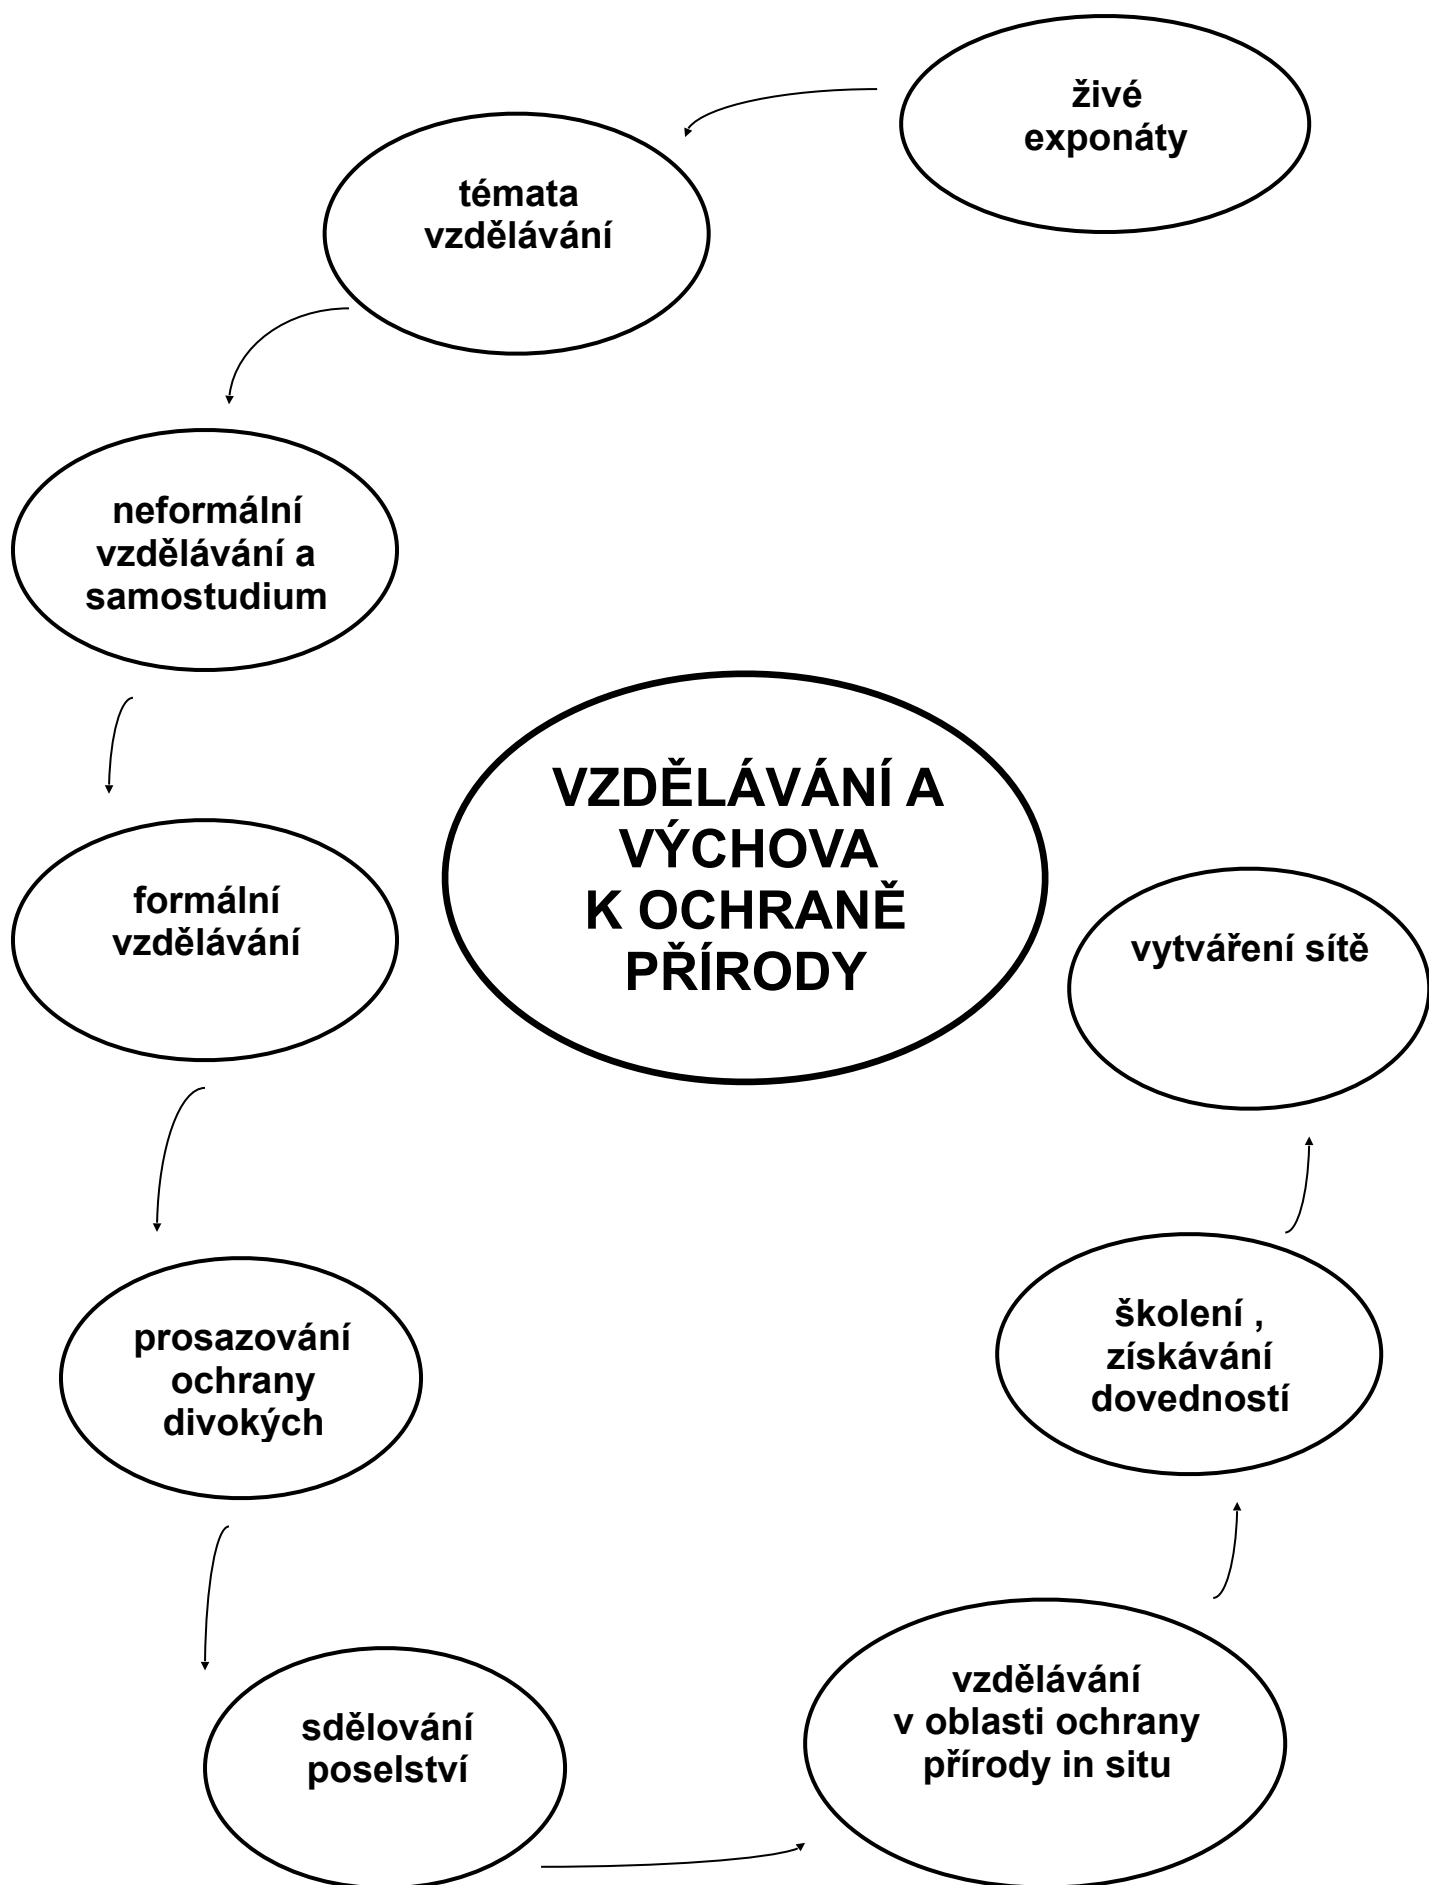 živé
exponáty
témata
vzdělávání
neformální
vzdělávání a
samostudium
formální
vzdělávání
prosazování
ochrany
divokých
sdělování
poselství
vzdělávání
v oblasti ochrany
přírody in situ
školení ,
získávání
dovedností
vytváření sítě
VZDĚLÁVÁNÍ A
VÝCHOVA
K OCHRANĚ
PŘÍRODY